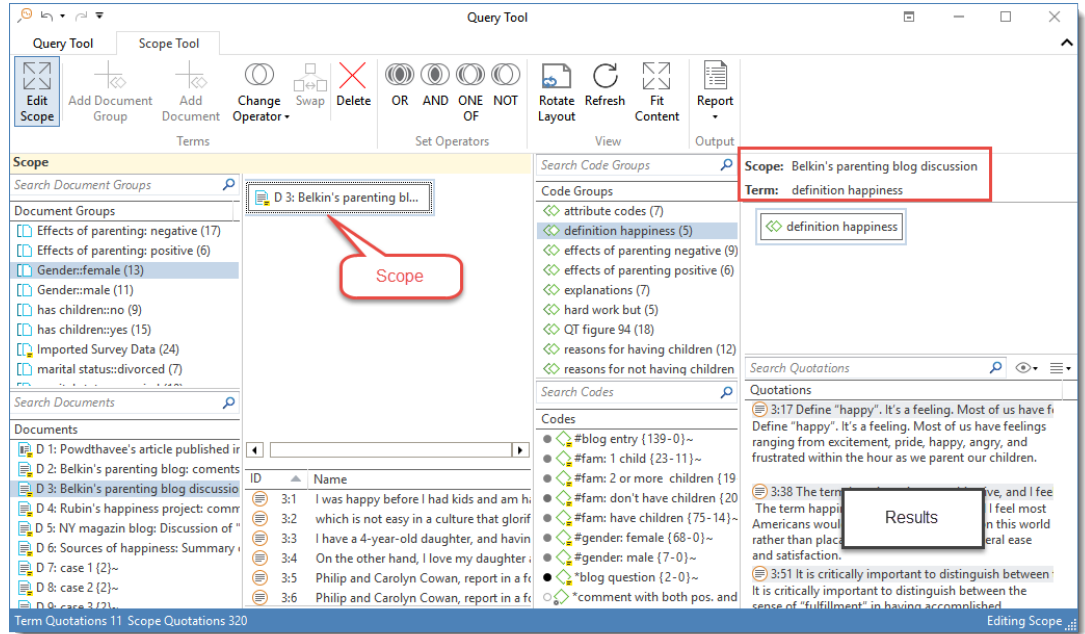 Query Tool
Query Tool Scope Tool
Edit Scope
Add Document Group
Add Document
Change Operator
Swap
Delete
OR
AND
ONE OF
NOT
Rotate Layout
Refresh
Fit Content
Report
Terms
Set Operators
View
Output
Scope
Search Document Groups
Document Groups
Effects of parenting: negative (17)
Effects of parenting: positive (6)
Gender::female (13)
Gender::male (11)
has children::no (9)
has children::yes (15)
Imported Survey Data (24)
marital status::divorced (7)
Search Documents
Documents
D 1: Powdthavee's article published in
D 2: Belkin's parenting blog: coments
D 3: Belkin's parenting blog discussio
D 4: Rubin's happiness project: comm
D 5: NY magazin blog: Discussion of "
D 6: Sources of happiness: Summary
D 7: case 1 {2}~
D 8: case 2 {2}~
D 9: case 3 {2}~
D 3: Belkin's parenting bl...
Scope
ID Name
3:1 I was happy before I had kids and am ha
3:2 which is not easy in a culture that glorif
3:3 I have a 4-year-old daughter, and havin
3:4 On the other hand, I love my daughter
3:5 Philip and Carolyn Cowan, report in a fo
3:6 Philip and Carolyn Cowan, report in a fo
Search Code Groups
Code Groups
attribute codes (7)
definition happiness (5)
effects of parenting negative (9)
effects of parenting positive (6)
explanations (7)
hard work but (5)
QT figure 94 (18)
reasons for having children (12)
reasons for not having children
Search Codes
Codes
#blog entry {139-0}~
#fam: 1 child {23-11}~
#fam: 2 or more children {19
#fam: don't have children {20
#fam: have children {75-14}~
#gender: female {68-0}~
#gender: male {7-0}~
*blog question {2-0}~
*comment with both pos. and
Scope: Belkin's parenting blog discussion
Term: definition happiness
definition happiness
Search Quotations
Quotations
3:17 Define "happy". It's a feeling. Most of us have fe
Define "happy". It's a feeling. Most of us have feelings
ranging from excitement, pride, happy, angry, and
frustrated within the hour as we parent our children.
3:38 The term ive, and I fee
The term happi I feel most
Americans woul n this world
rather than placa eral ease
and satisfaction.
Results
3:51 It is critically important to distinguish between
It is critically important to distinguish between the
sense of "fulfillment" in having accomplished
Term Quotations 11 Scope Quotations 320
Editing Scope